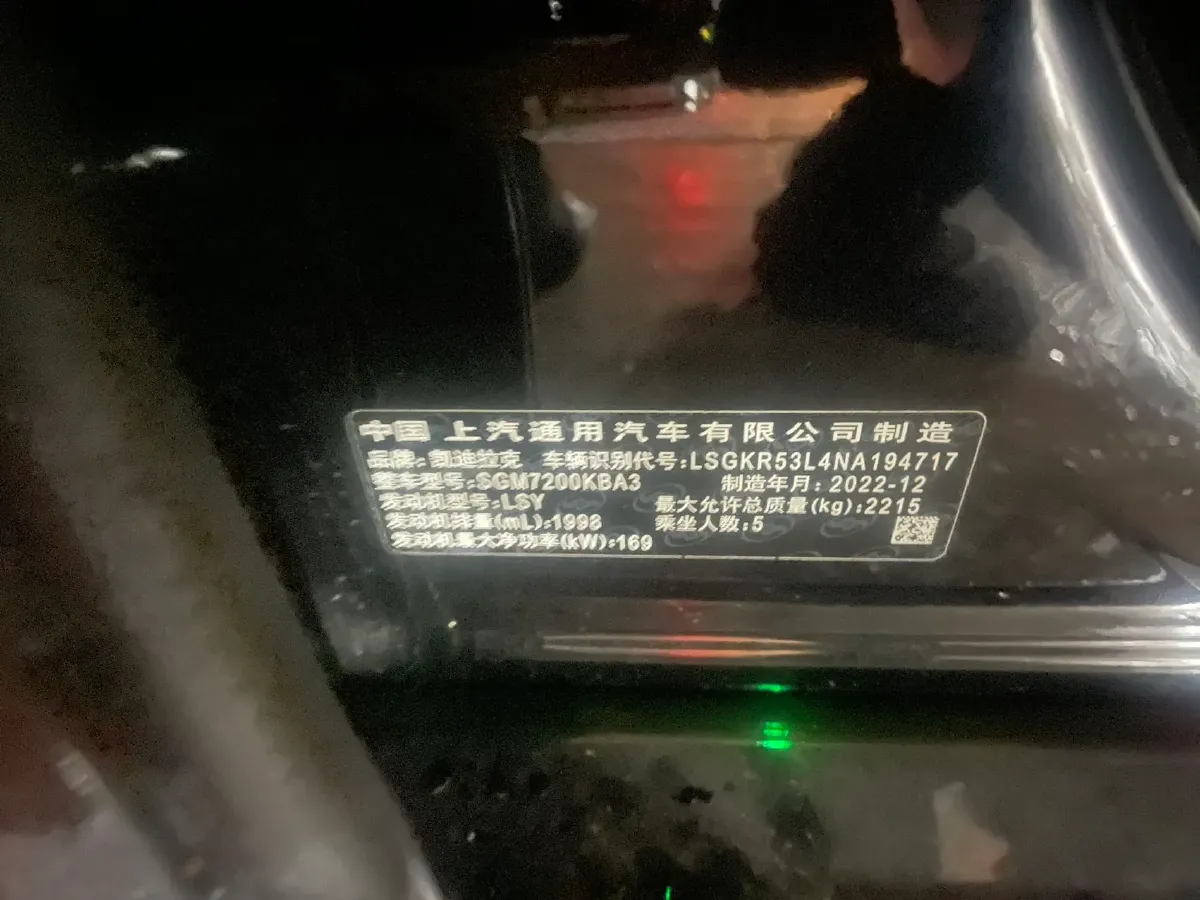 中国 上汽通用汽车有限公司制造
品牌:凯迪拉克 车辆识别代号:LSGKR53L4NA194717
整车型号:SGM7200KBA3 制造年月:2022-12
发动机型号:LSY 最大允许总质量(kg):2215
发动机排量(mL):1998 乘坐人数:5
发动机最大净功率(kW):169